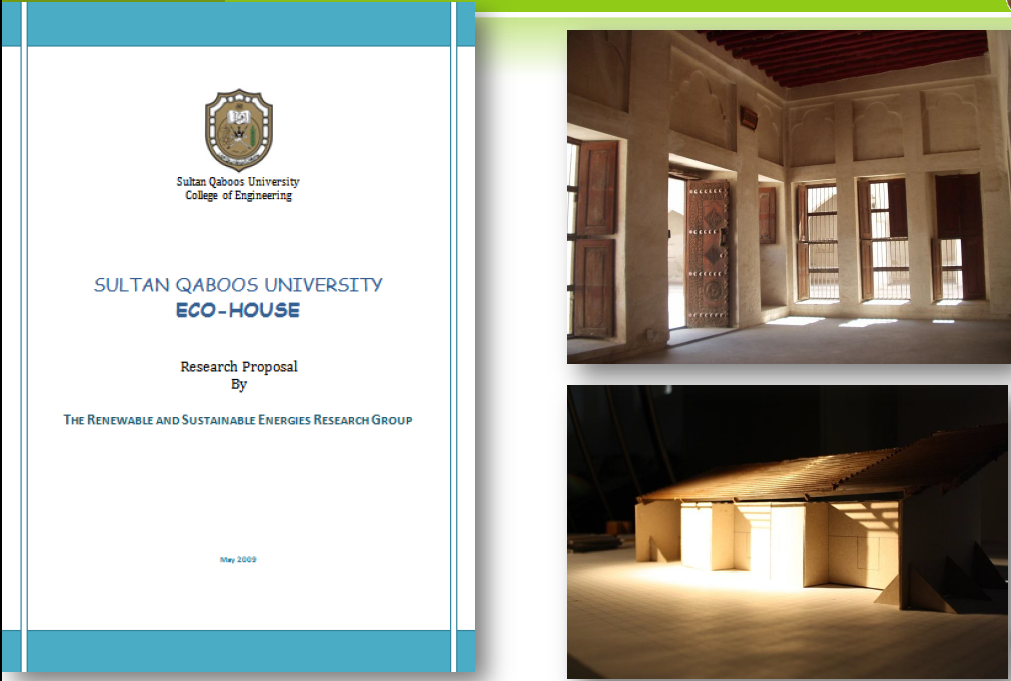 Sultan Qaboos University
College of Engineering
SULTAN QABOOS UNIVERSITY
ECO-HOUSE
Research Proposal
By
THE RENEWABLE AND SUSTAINABLE ENERGIES RESEARCH GROUP
May 2009